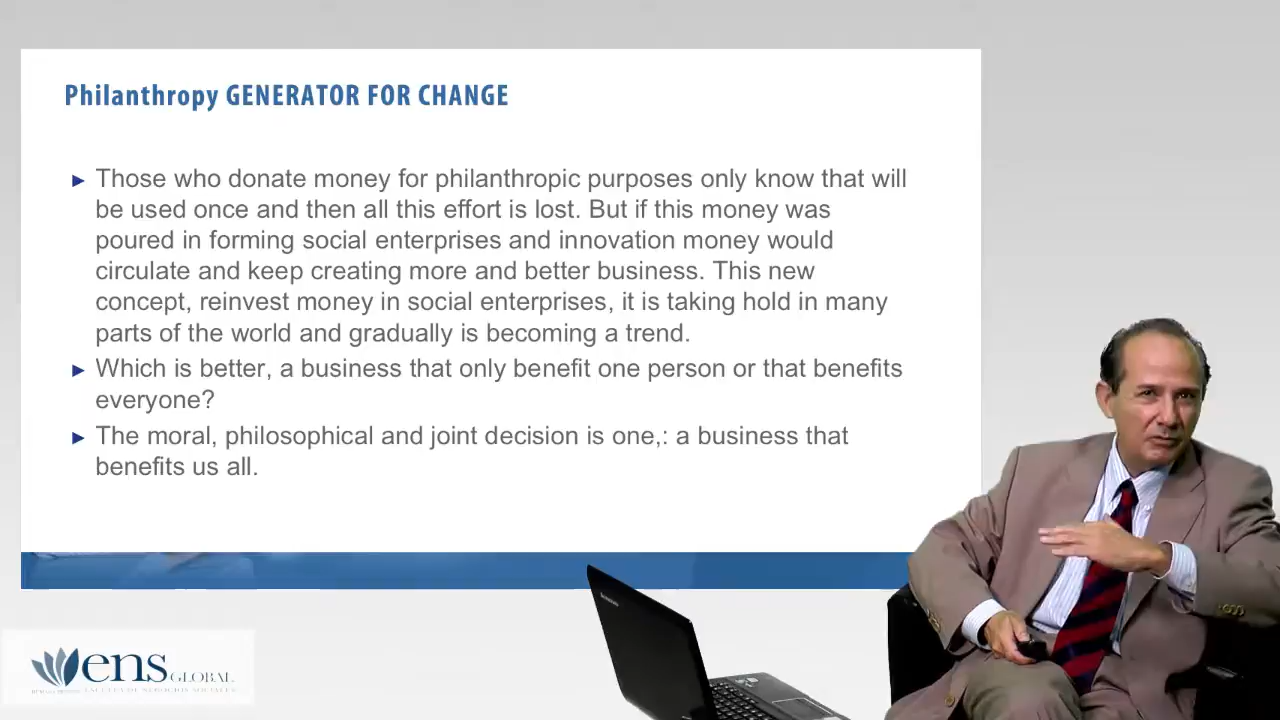 Philanthropy GENERATOR FOR CHANGE
Those who donate money for philanthropic purposes only know that will
be used once and then all this effort is lost. But if this money was
poured in forming social enterprises and innovation money would
circulate and keep creating more and better business. This new
concept, reinvest money in social enterprises, it is taking hold in many
parts of the world and gradually is becoming a trend.
Which is better, a business that only benefit one person or that benefits
everyone?
The moral, philosophical and joint decision is one,: a business that
benefits us all.
ens GLOBAL